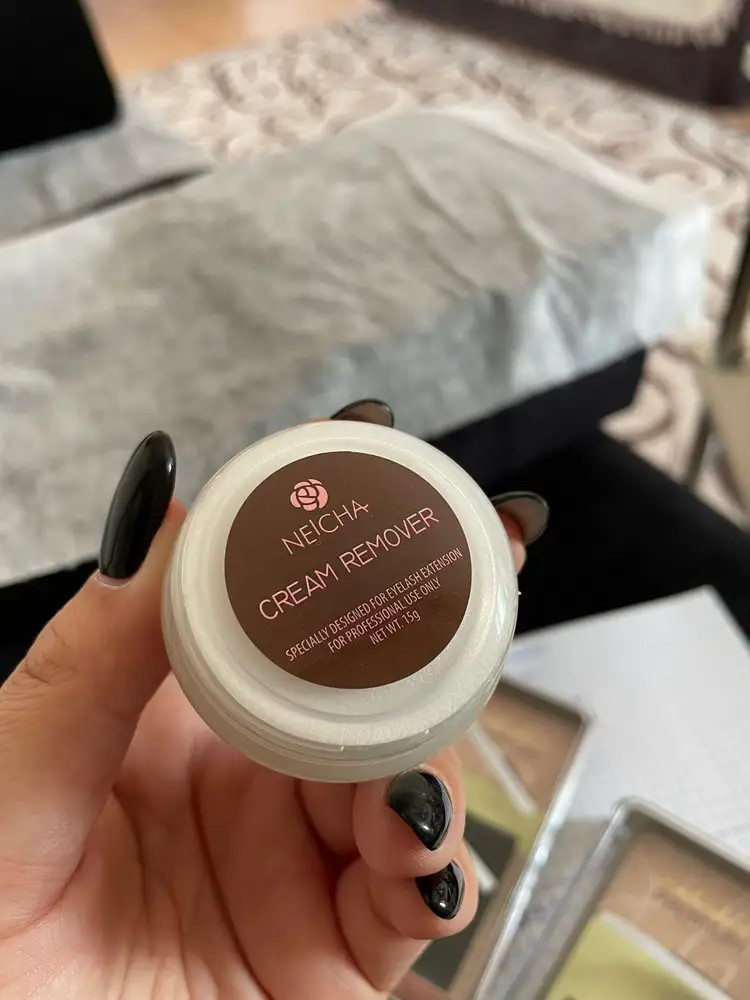 NEICHA
CREAM REMOVER
SPECIALLY DESIGNED FOR EYELASH EXTENSION
FOR PROFESSIONAL USE ONLY
NET WT. 15g